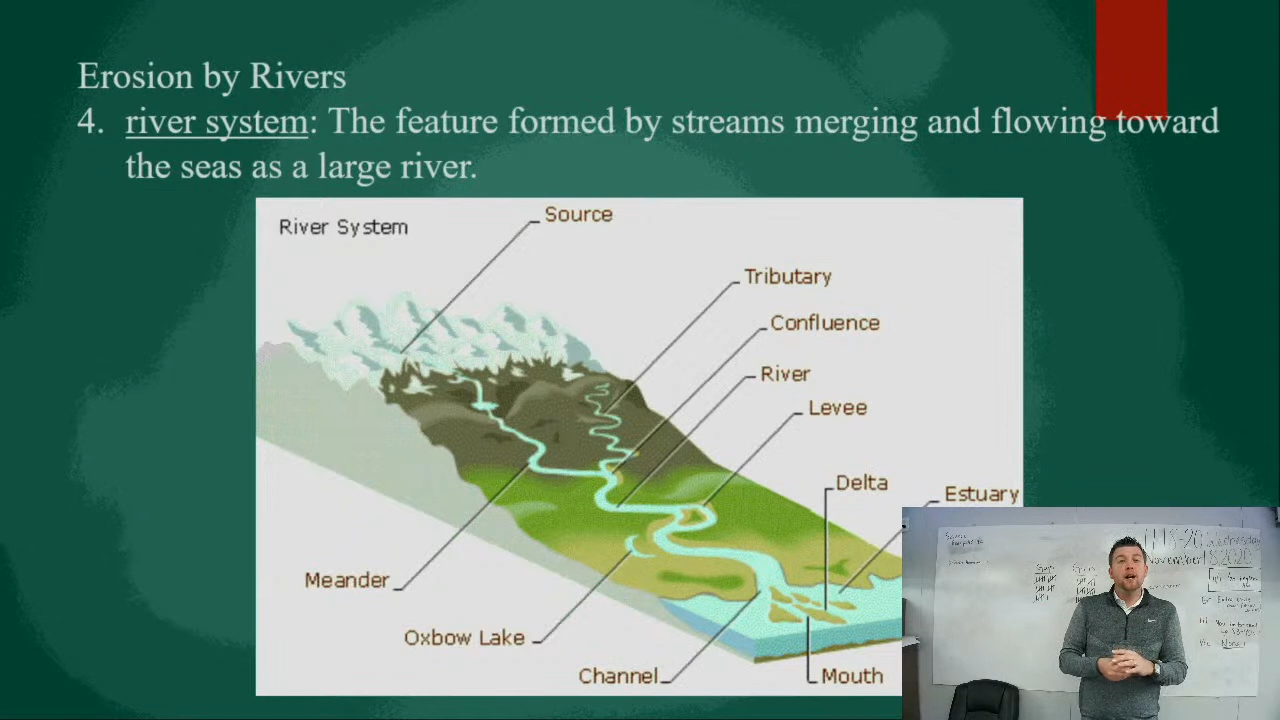 Erosion by Rivers
4. river system: The feature formed by streams merging and flowing toward
the seas as a large river.
River System
Source
Tributary
Confluence
River
Levee
Delta
Estuary
Meander
Oxbow Lake
Channel
Mouth
Wednesday
November